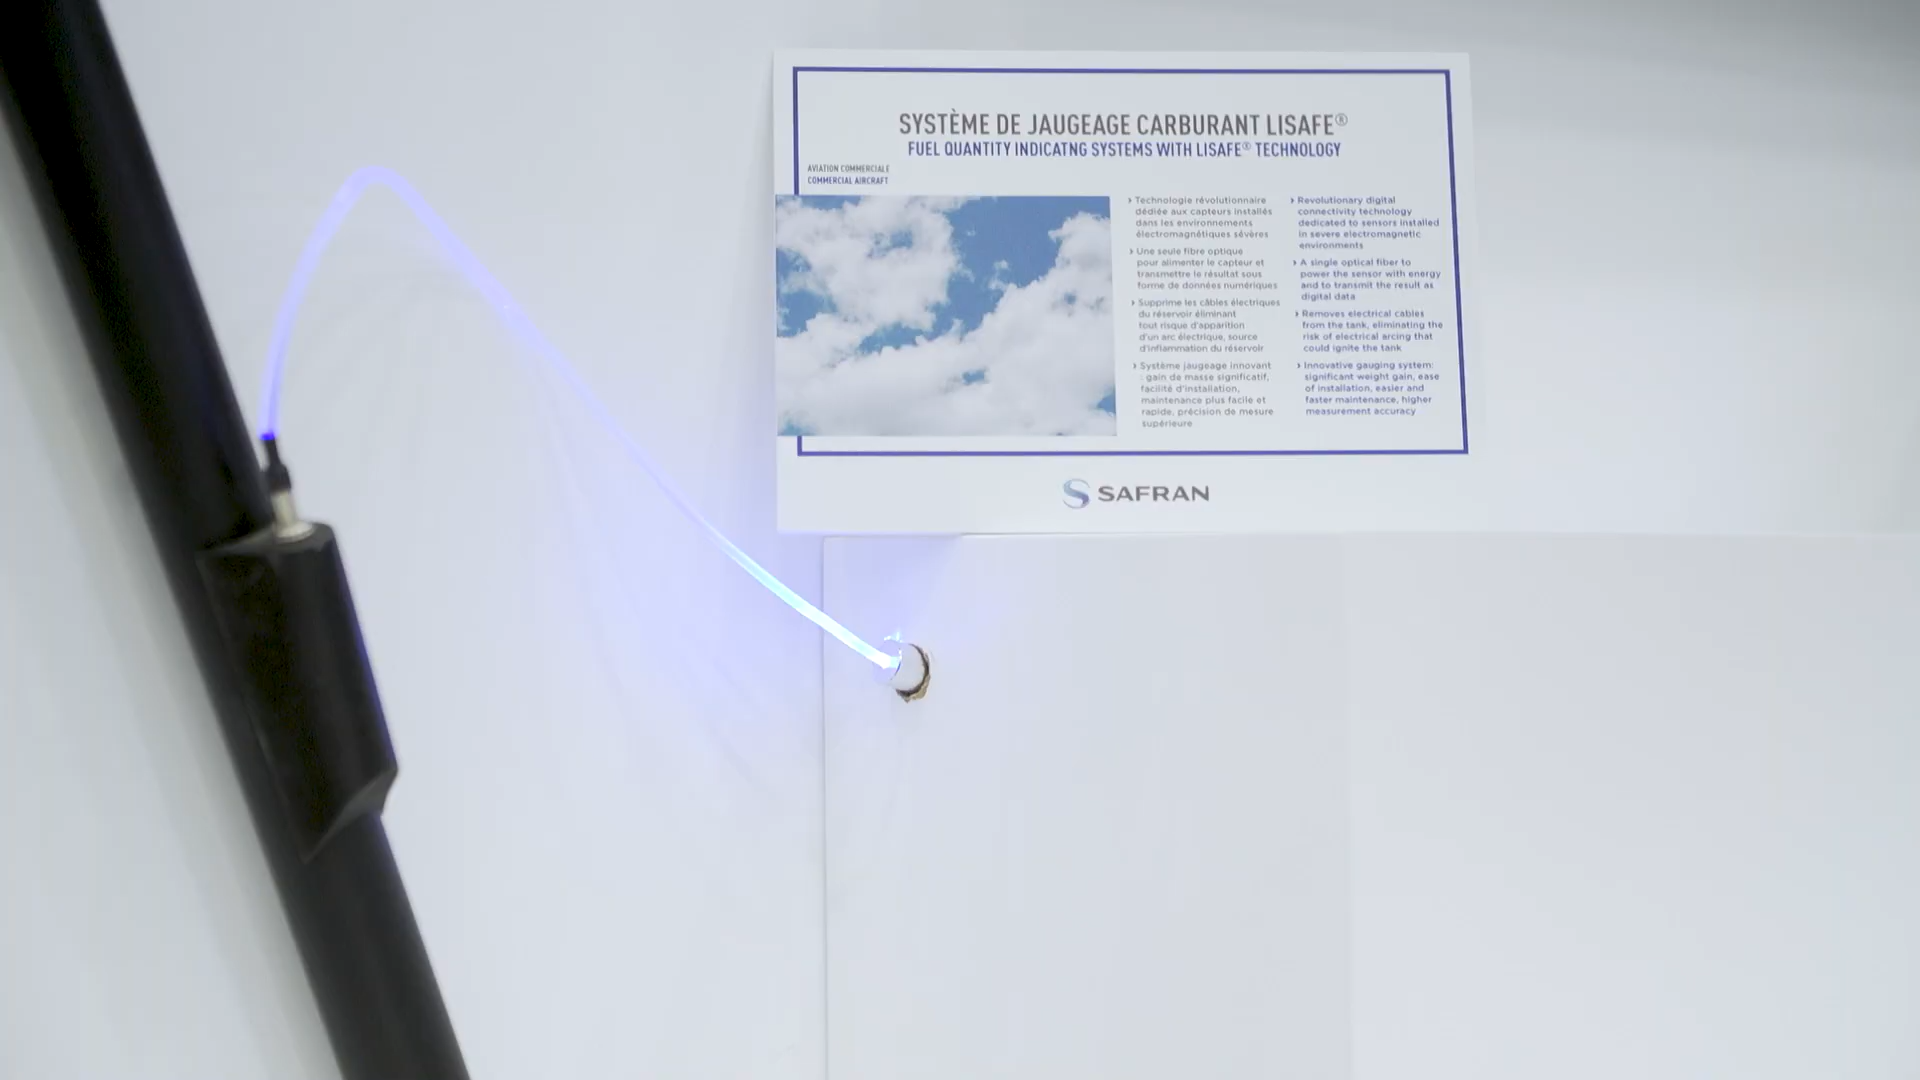 SYSTÈME DE JAUGEAGE CARBURANT LISAFE®
FUEL QUANTITY INDICATNG SYSTEMS WITH LISAFE® TECHNOLOGY
AVIATION COMMERCIALE
COMMERCIAL AIRCRAFT
› Technologie révolutionnaire
dédiée aux capteurs installés
dans les environnements
électromagnétiques sévères
› Une seule fibre optique
pour alimenter le capteur et
transmettre le résultat sous
forme de données numériques
› Supprime les câbles électriques
du réservoir éliminant
tout risque d'apparition
d'un arc électrique, source
d'inflammation du réservoir
› Système jaugeage innovant
: gain de masse significatif,
facilité d'installation,
maintenance plus facile et
rapide, précision de mesure
supérieure
› Revolutionary digital
connectivity technology
dedicated to sensors installed
in severe electromagnetic
environments
› A single optical fiber to
power the sensor with energy
and to transmit the result as
digital data
› Removes electrical cables
from the tank, eliminating the
risk of electrical arcing that
could ignite the tank
› Innovative gauging system:
significant weight gain, ease
of installation, easier and
faster maintenance, higher
measurement accuracy
SAFRAN